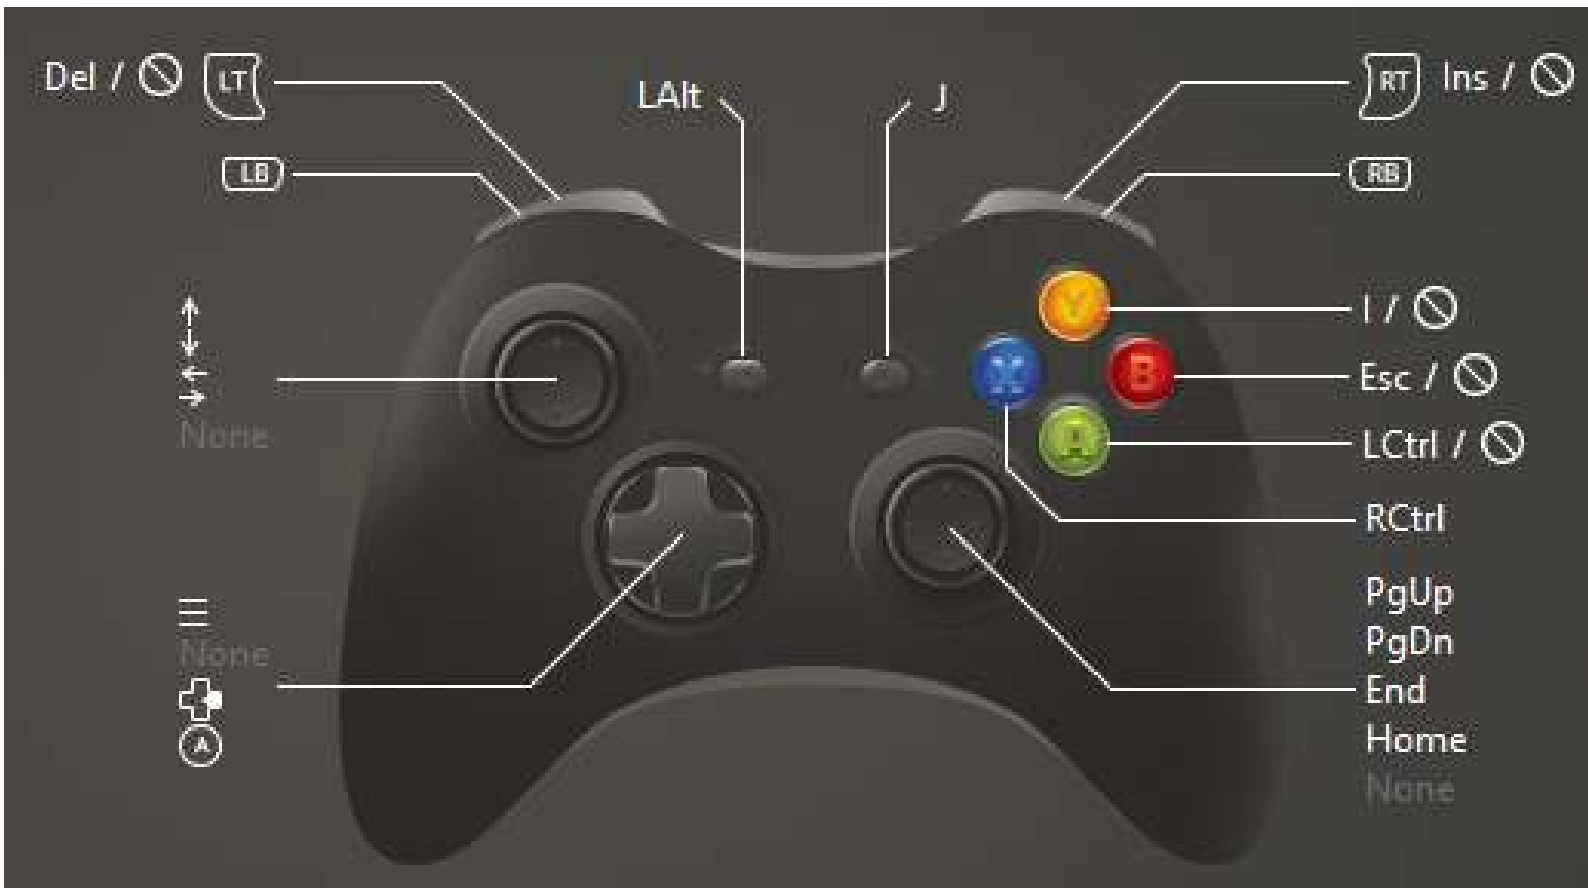 Del /
LT
LAlt
J
RT
Ins /
LB
RB
Y
I /
X
B
Esc /
None
A
LCtrl /
RCtrl
PgUp
None
PgDn
End
A
Home
None